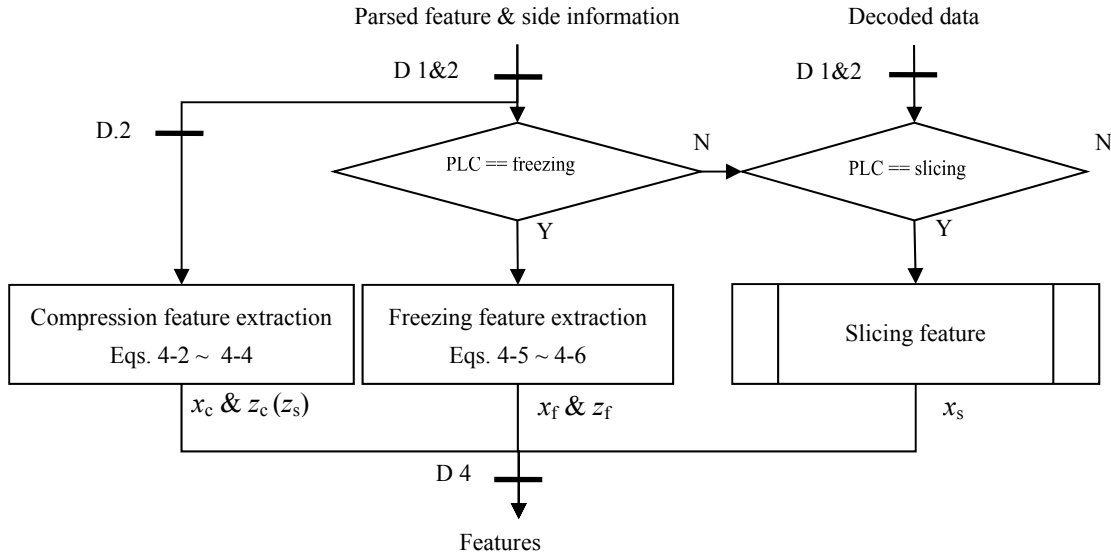 Parsed feature & side information
Decoded data
D 1&2
D 1&2
D.2
N
N
PLC == freezing
PLC == slicing
Y
Y
Compression feature extraction
Eqs. 4-2 ~ 4-4
Freezing feature extraction
Eqs. 4-5 ~ 4-6
Slicing feature
xc & zc (zs)
xf & zf
xs
D 4
Features